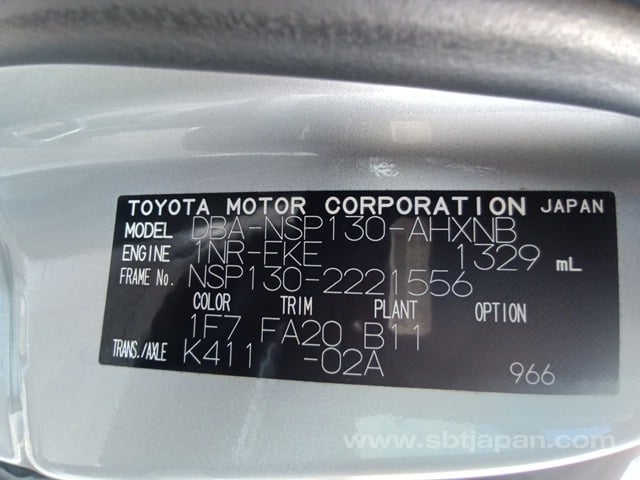 TOYOTA MOTOR CORPORATION JAPAN
MODEL DBA-NSP130-AHXNB
ENGINE 1NR-FKE 1329 mL
FRAME No. NSP130-2221556
COLOR TRIM PLANT OPTION
1F7 FA20 B11
TRANS./AXLE K411 -02A
966
www.sbtjapan.com